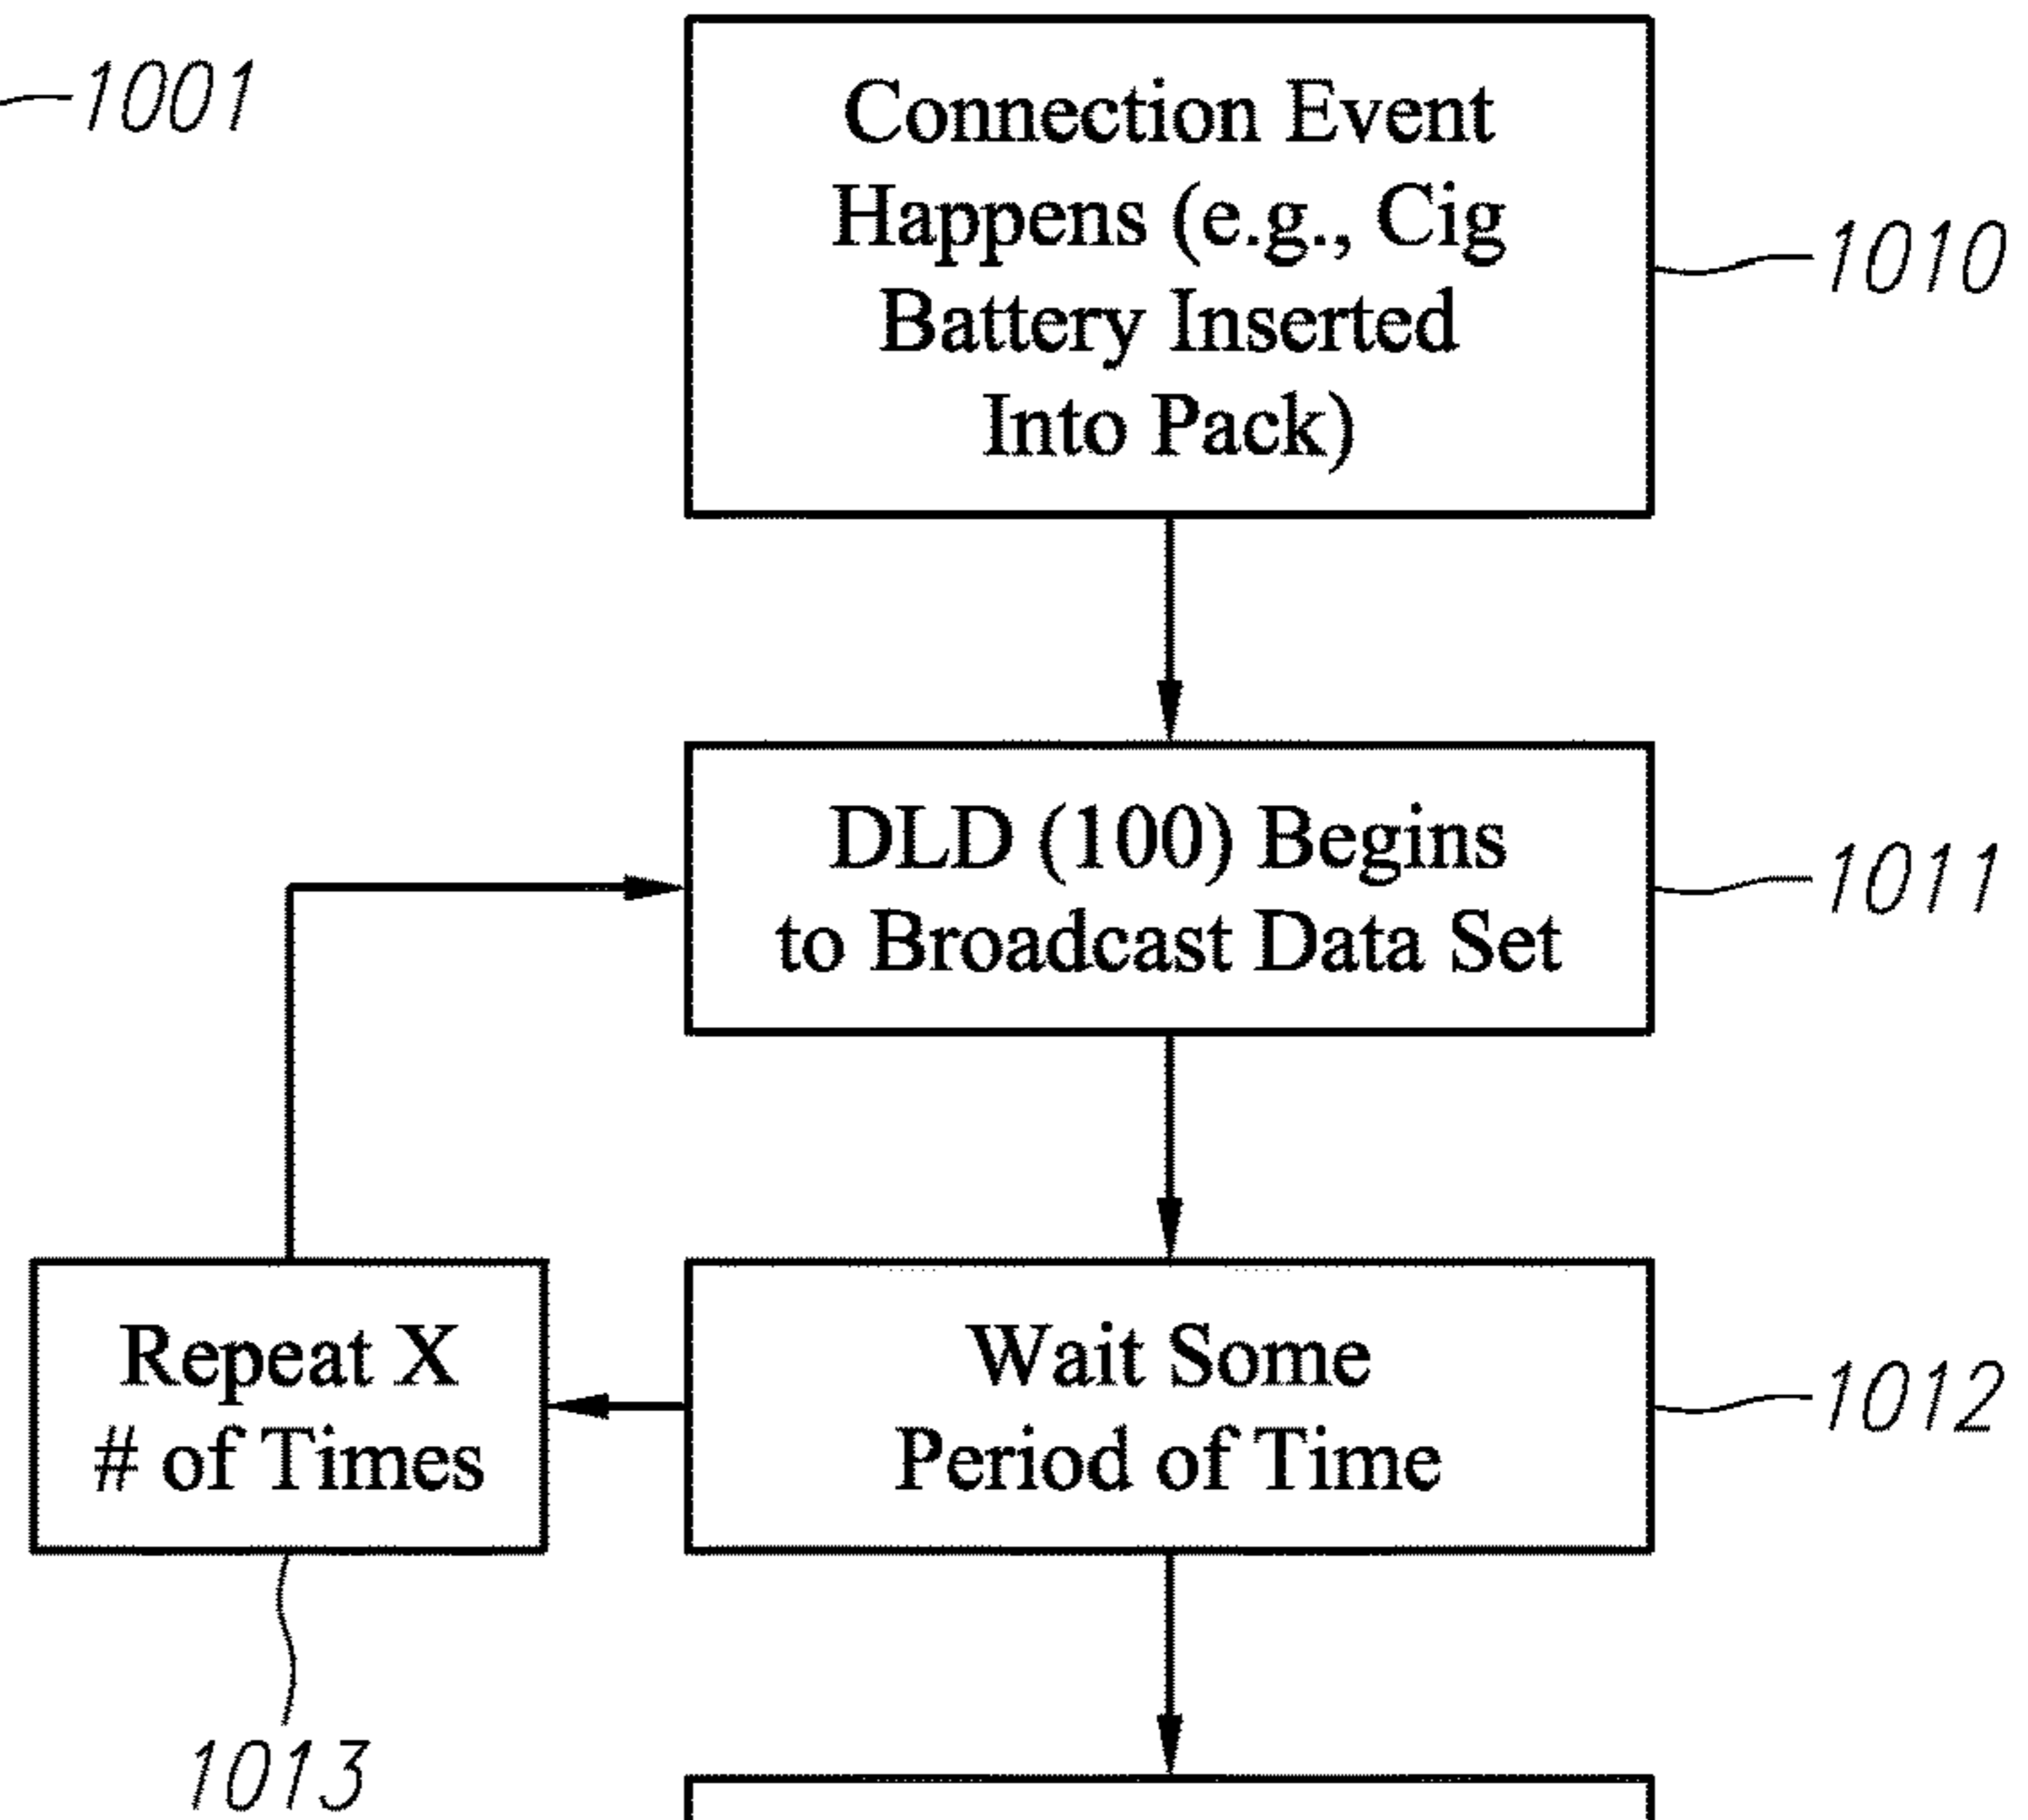 1001
Connection Event
Happens (e.g., Cig
Battery Inserted
Into Pack)
1010
DLD (100) Begins
to Broadcast Data Set
1011
Repeat X
# of Times
Wait Some
Period of Time
1012
1013